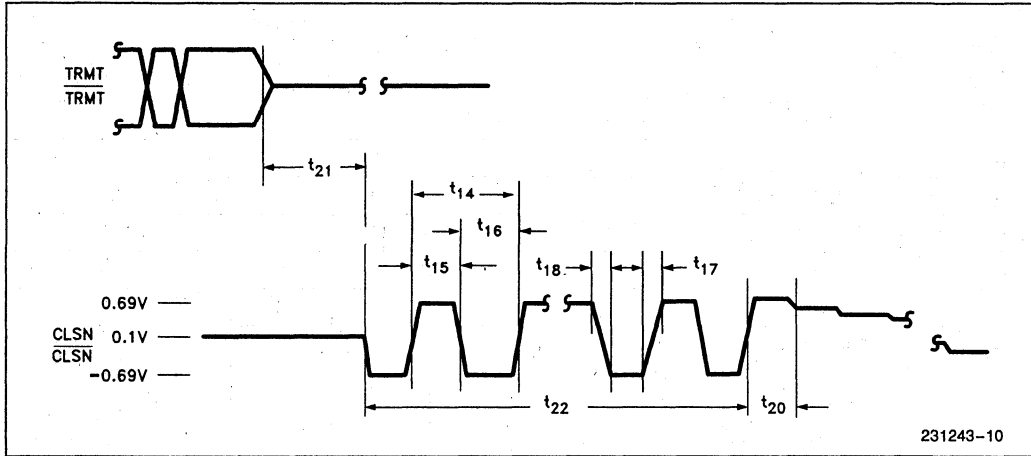 TRMT
TRMT
t21
t14
t16
t15
t18
t17
0.69V
CLSN
0.1V
CLSN
-0.69V
t22
t20
231243-10